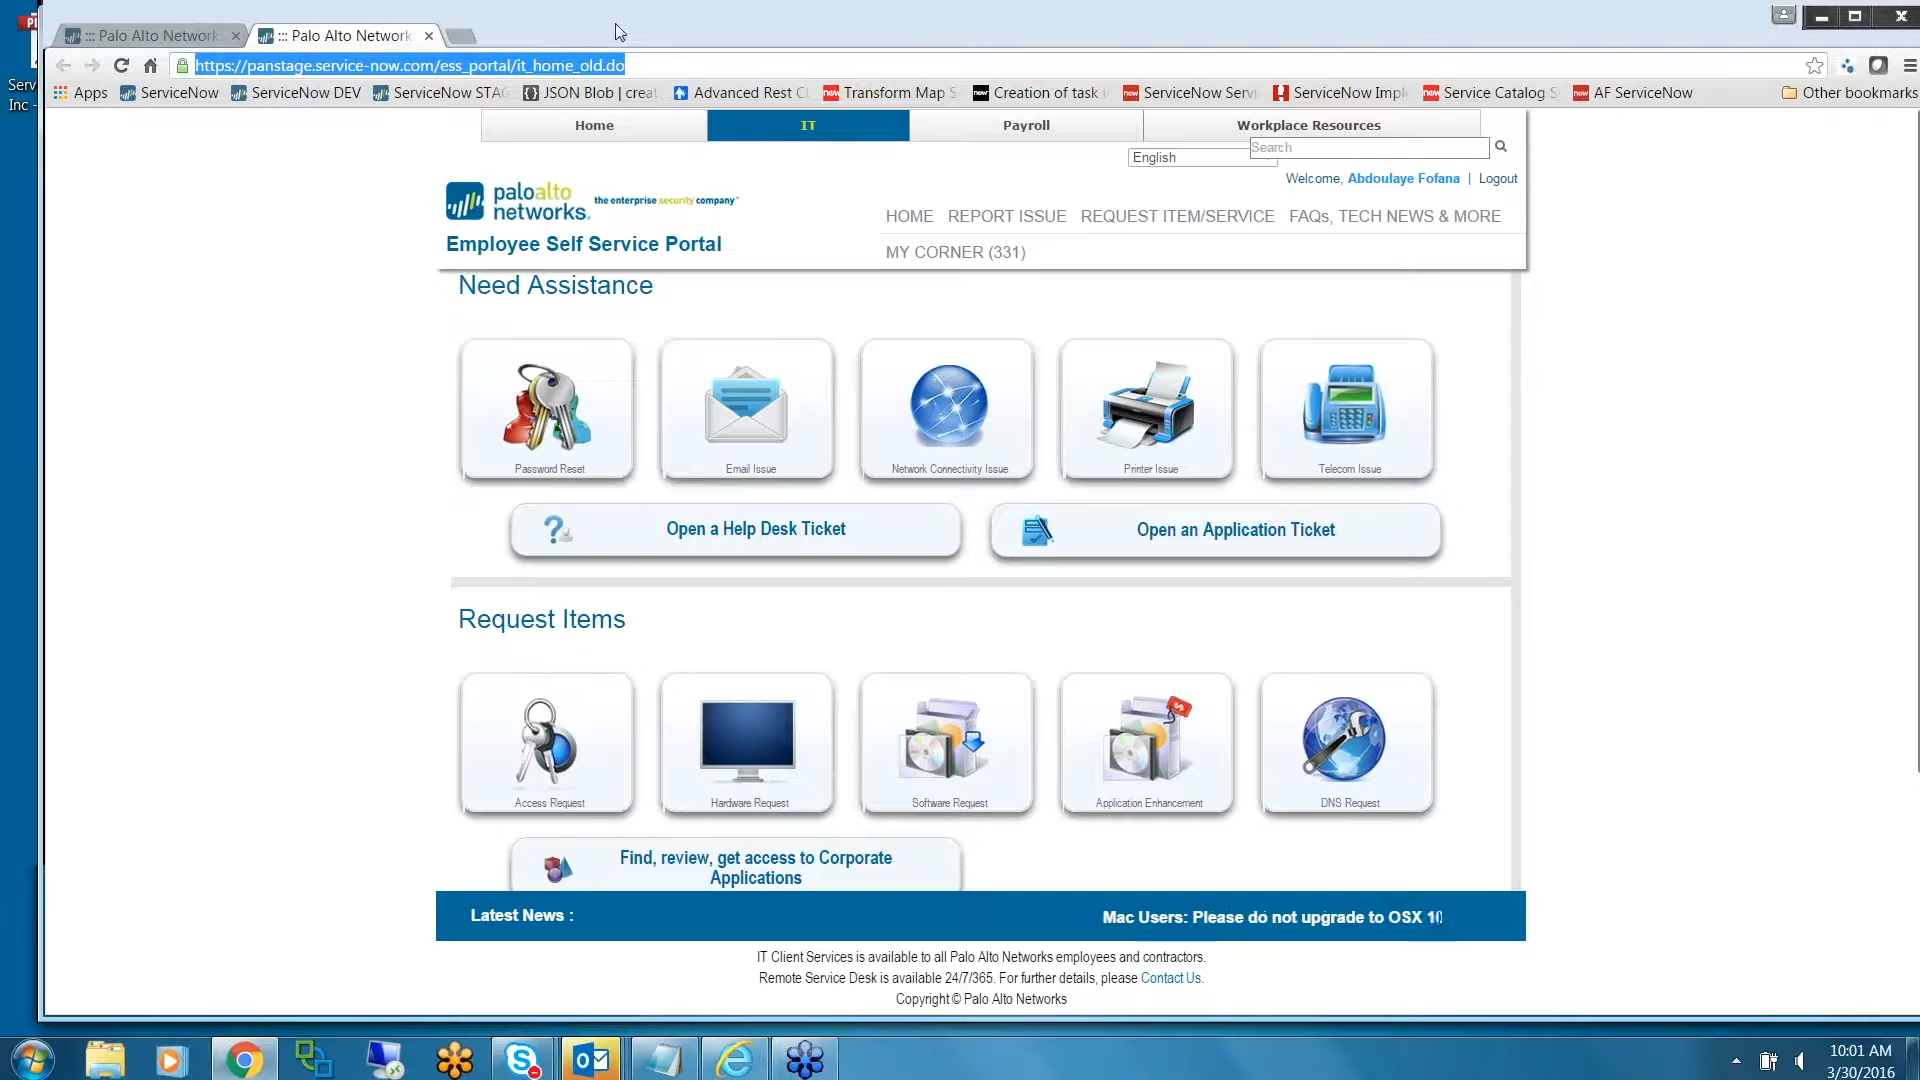 ::: Palo Alto Network
::: Palo Alto Network
https://panstage.service-now.com/ess_portal/it_home_old.do
Apps ServiceNow ServiceNow DEV ServiceNow STAG JSON Blob | creat Advanced Rest Cl Transform Map S Creation of task i ServiceNow Servi ServiceNow Imple Service Catalog S AF ServiceNow Other bookmarks
Serv
Inc -
Home IT Payroll Workplace Resources
English
Search
Welcome, Abdoulaye Fofana | Logout
paloalto
networks. the enterprise security company™
Employee Self Service Portal
HOME REPORT ISSUE REQUEST ITEM/SERVICE FAQs, TECH NEWS & MORE
MY CORNER (331)
Need Assistance
Password Reset Email Issue Network Connectivity Issue Printer Issue Telecom Issue
Open a Help Desk Ticket Open an Application Ticket
Request Items
Access Request Hardware Request Software Request Application Enhancement DNS Request
Find, review, get access to Corporate
Applications
Latest News : Mac Users: Please do not upgrade to OSX 10
IT Client Services is available to all Palo Alto Networks employees and contractors.
Remote Service Desk is available 24/7/365. For further details, please Contact Us.
Copyright © Palo Alto Networks
10:01 AM
3/30/2016